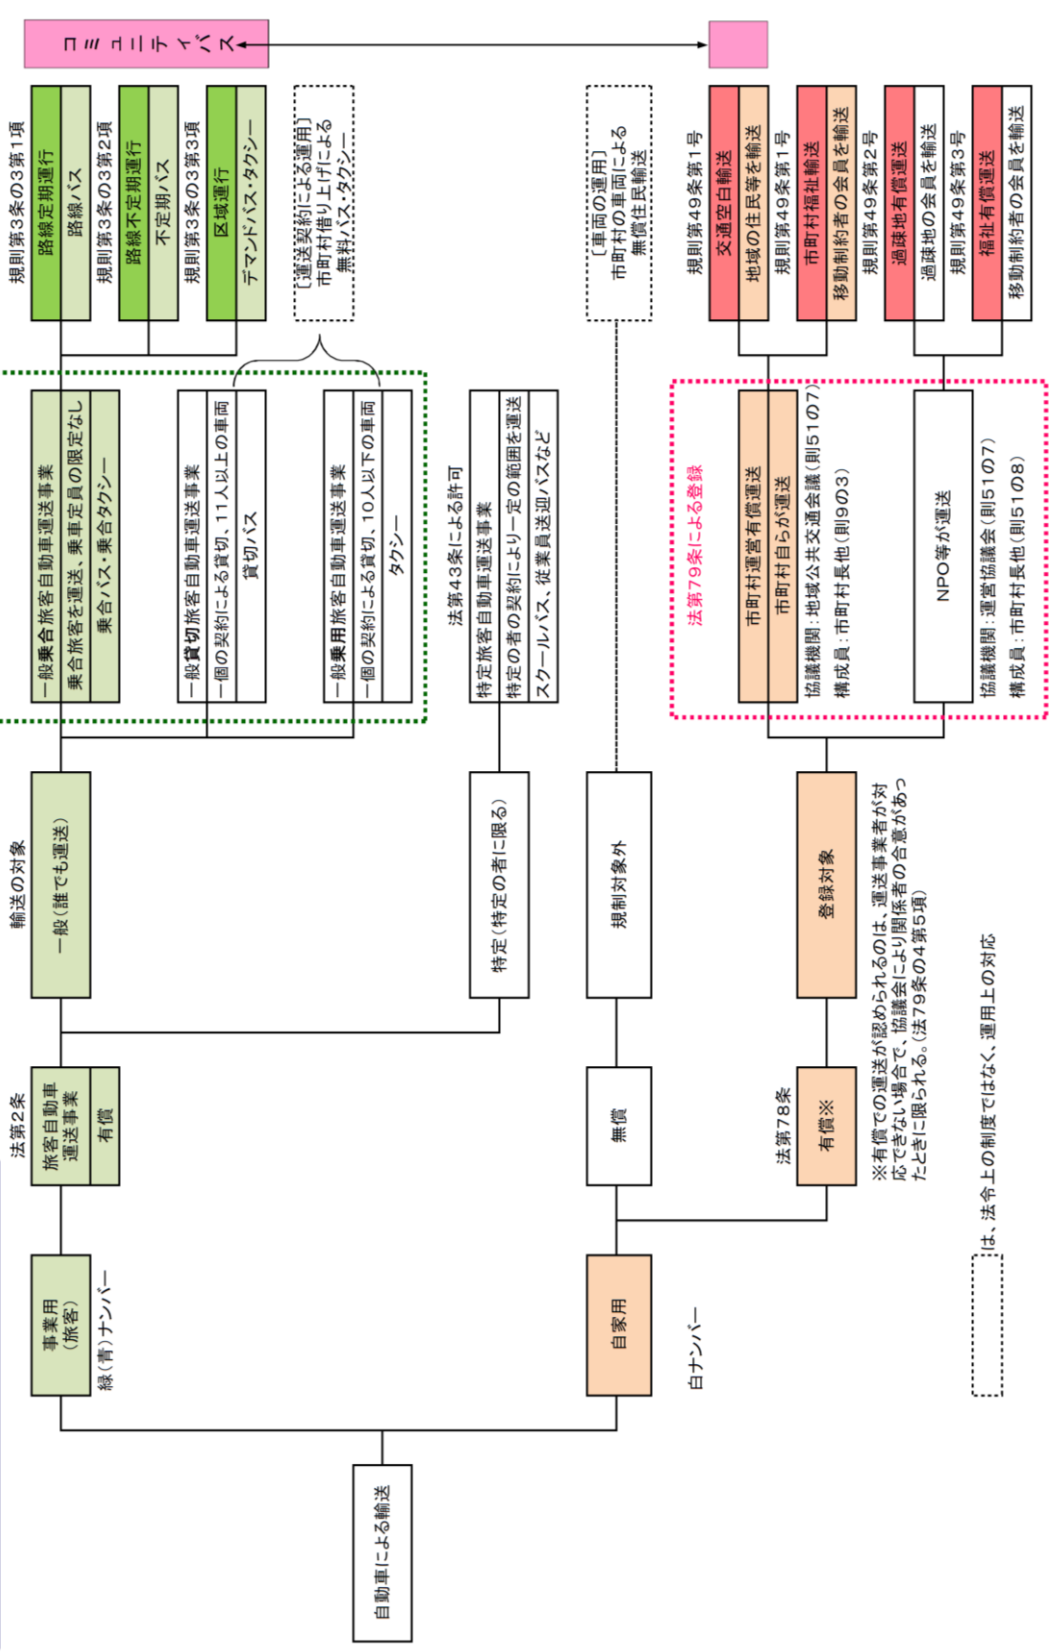 自動車による輸送
事業用
(旅客)
緑(青)ナンバー
法第2条
旅客自動車
運送事業
有償
輸送の対象
一般(誰でも運送)
一般乗合旅客自動車運送事業
乗合旅客を運送、乗車定員の限定なし
乗合バス・乗合タクシー
規則第3条の3第1項
路線定期運行
路線バス
規則第3条の3第2項
路線不定期運行
不定期バス
規則第3条の3第3項
区域運行
デマンドバス・タクシー
コミュニティバス
一般貸切旅客自動車運送事業
一個の契約による貸切、11人以上の車両
貸切バス
一般乗用旅客自動車運送事業
一個の契約による貸切、10人以下の車両
タクシー
[運送契約による運用]
市町村借り上げによる
無料バス・タクシー
特定(特定の者に限る)
法第43条による許可
特定旅客自動車運送事業
特定の者の契約により一定の範囲を運送
スクールバス、従業員送迎バスなど
自家用
白ナンバー
無償
規制対象外
[車両の運用]
市町村の車両による
無償住民輸送
法第78条
有償※
登録対象
※有償での運送が認められるのは、運送事業者が対
応できない場合で、協議会により関係者の合意があっ
たときに限られる。(法79条の4第5項)
法第79条による登録
市町村運営有償運送
市町村自らが運送
協議機関:地域公共交通会議(則51の7)
構成員:市町村長他(則9の3)
NPO等が運送
協議機関:運営協議会(則51の7)
構成員:市町村長他(則51の8)
規則第49条第1号
交通空白輸送
地域の住民等を輸送
規則第49条第1号
市町村福祉輸送
移動制約者の会員を輸送
規則第49条第2号
過疎地有償運送
過疎地の会員を輸送
規則第49条第3号
福祉有償運送
移動制約者の会員を輸送
は、法令上の制度ではなく、運用上の対応